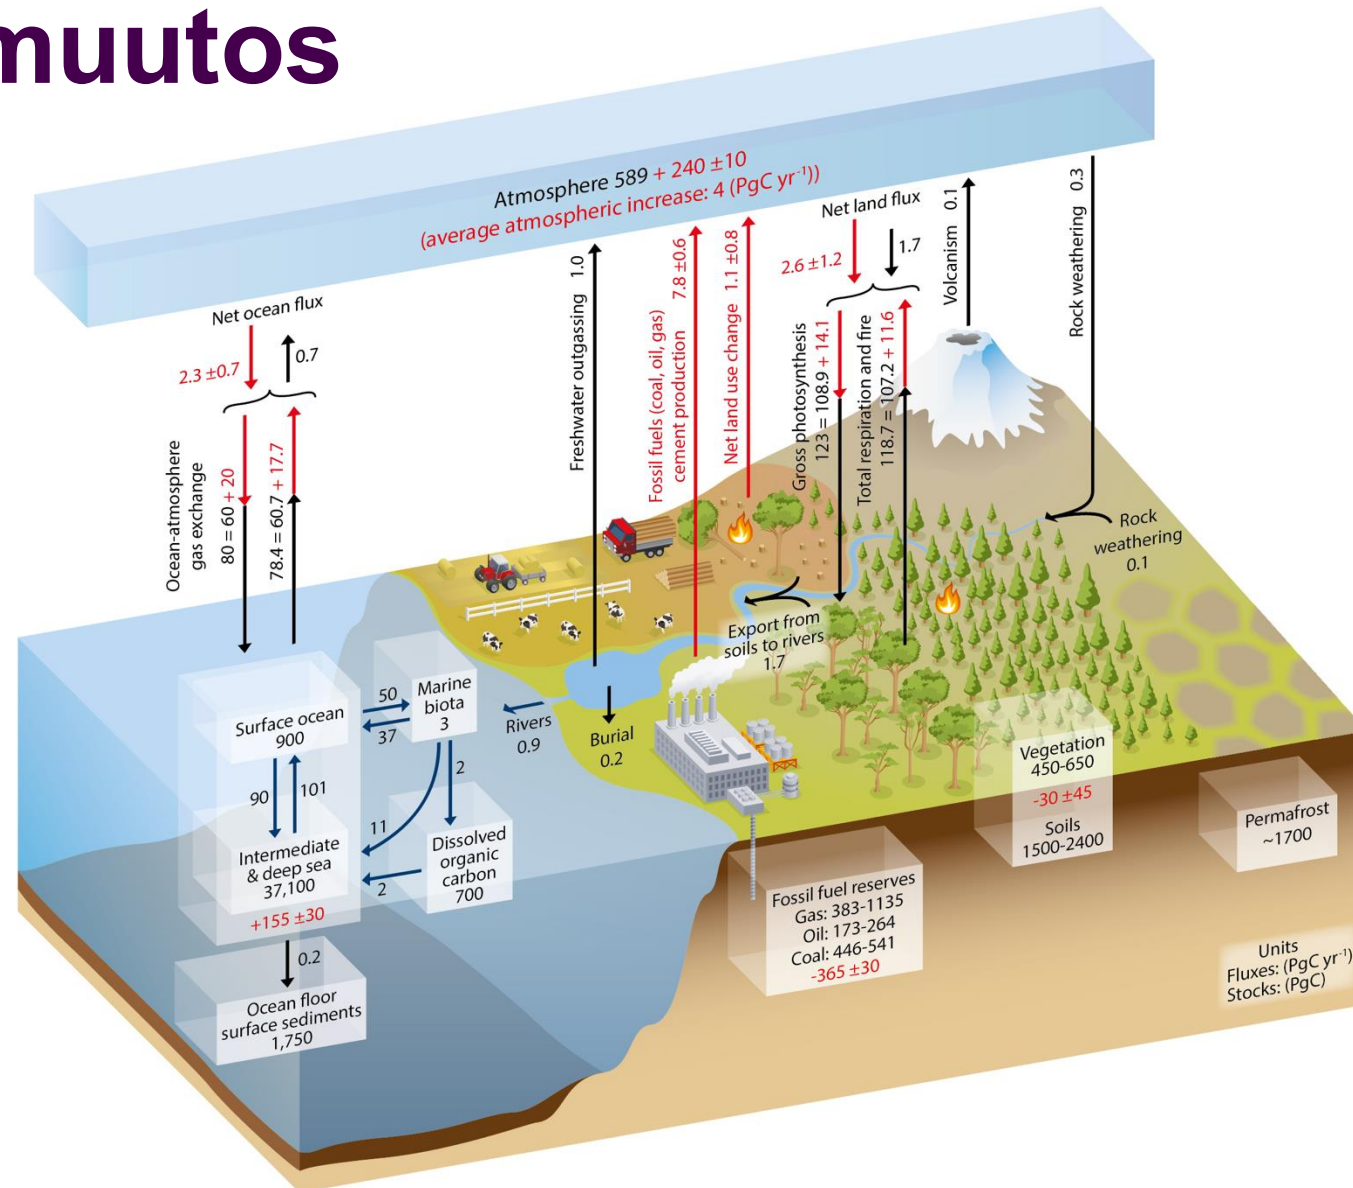 muutos
Atmosphere 589 + 240 ±10
(average atmospheric increase: 4 (PgC yr⁻¹))
Net ocean flux
2.3 ±0.7
0.7
Ocean-atmosphere
gas exchange
80 = 60 + 20
78.4 = 60.7 + 17.7
Freshwater outgassing 1.0
Fossil fuels (coal, oil, gas)
cement production 7.8 ±0.6
Net land use change 1.1 ±0.8
Net land flux
2.6 ±1.2
1.7
Gross photosynthesis
123 = 108.9 + 14.1
Total respiration and fire
118.7 = 107.2 + 11.6
Volcanism 0.1
Rock weathering 0.3
Rock
weathering
0.1
Export from
soils to rivers
1.7
Surface ocean
900
50
37
Marine
biota
3
Rivers
0.9
Burial
0.2
90
101
2
11
Intermediate
& deep sea
37,100
+155 ±30
2
Dissolved
organic
carbon
700
0.2
Ocean floor
surface sediments
1,750
Vegetation
450-650
-30 ±45
Soils
1500-2400
Permafrost
~1700
Fossil fuel reserves
Gas: 383-1135
Oil: 173-264
Coal: 446-541
-365 ±30
Units
Fluxes: (PgC yr⁻¹)
Stocks: (PgC)